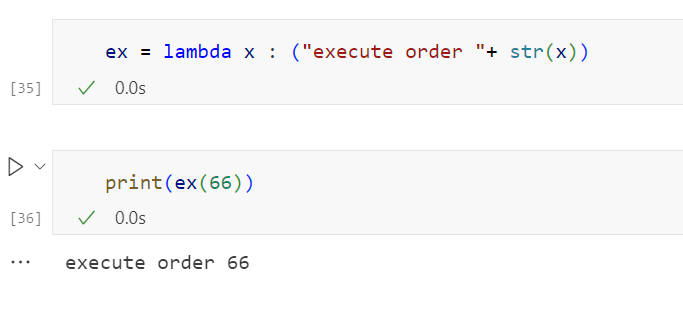 ex = lambda x : ("execute order "+ str(x))
[35]
0.0s
print(ex(66))
[36]
0.0s
... execute order 66